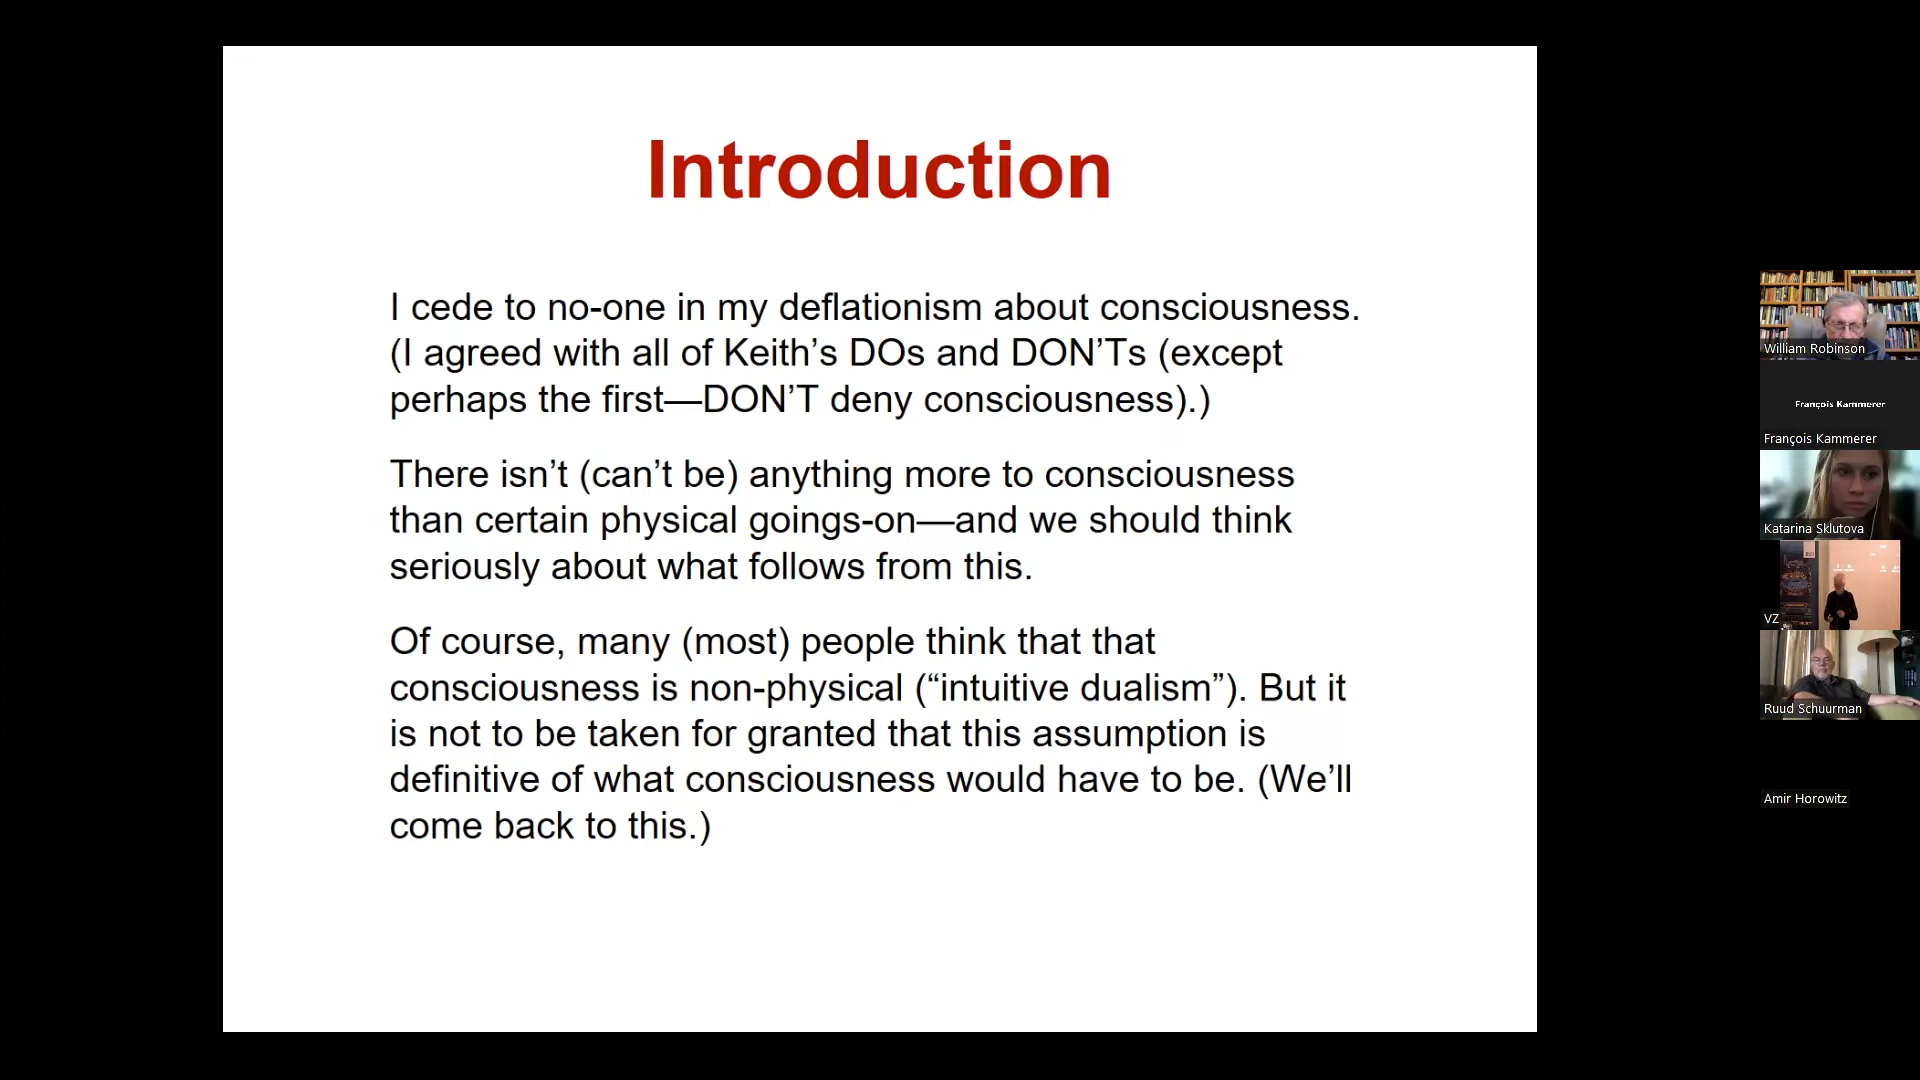 Introduction
I cede to no-one in my deflationism about consciousness.
(I agreed with all of Keith’s DOs and DON’Ts (except
perhaps the first—DON’T deny consciousness).)
There isn’t (can’t be) anything more to consciousness
than certain physical goings-on—and we should think
seriously about what follows from this.
Of course, many (most) people think that that
consciousness is non-physical (“intuitive dualism”). But it
is not to be taken for granted that this assumption is
definitive of what consciousness would have to be. (We’ll
come back to this.)
William Robinson
François Kammerer
François Kammerer
Katarina Sklutova
VZ
Ruud Schuurman
Amir Horowitz